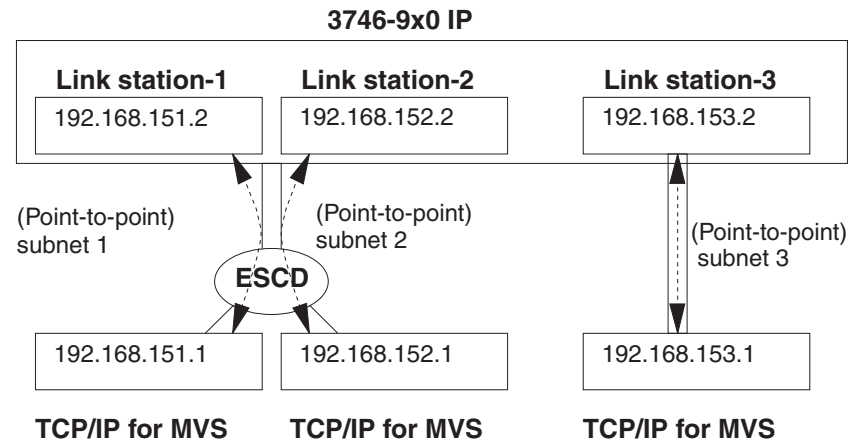 3746-9x0 IP
Link station-1 Link station-2 Link station-3
192.168.151.2 192.168.152.2 192.168.153.2
(Point-to-point)
subnet 1
(Point-to-point)
subnet 2
(Point-to-point)
subnet 3
ESCD
192.168.151.1 192.168.152.1 192.168.153.1
TCP/IP for MVS TCP/IP for MVS TCP/IP for MVS